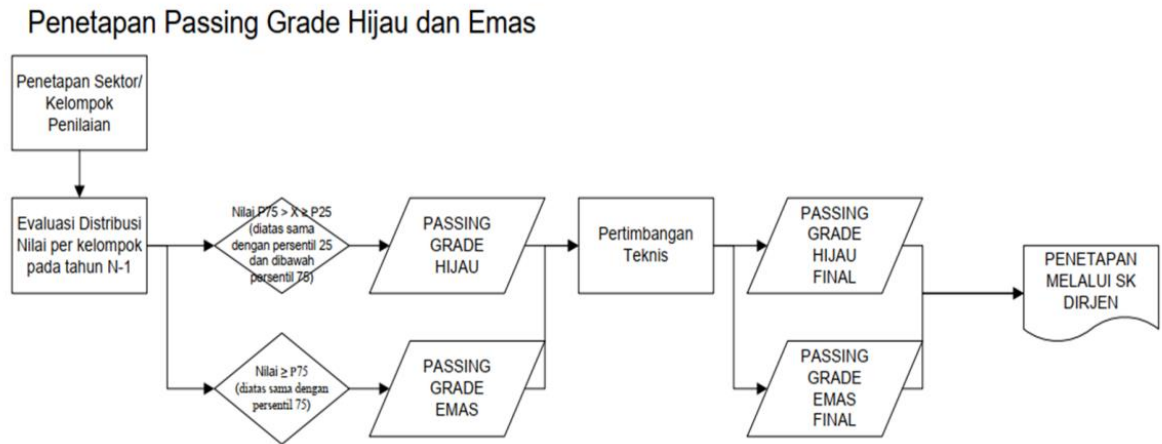 Penetapan Passing Grade Hijau dan Emas
Penetapan Sektor/
Kelompok
Penilaian
Evaluasi Distribusi
Nilai per kelompok
pada tahun N-1
Nilai P75 > X ≥ P25
(diatas sama
dengan persentil 25
dan dibawah
persentil 75)
PASSING
GRADE
HIJAU
Pertimbangan
Teknis
PASSING
GRADE
HIJAU
FINAL
PENETAPAN
MELALUI SK
DIRJEN
Nilai ≥ P75
(diatas sama dengan
persentil 75)
PASSING
GRADE
EMAS
PASSING
GRADE
EMAS
FINAL